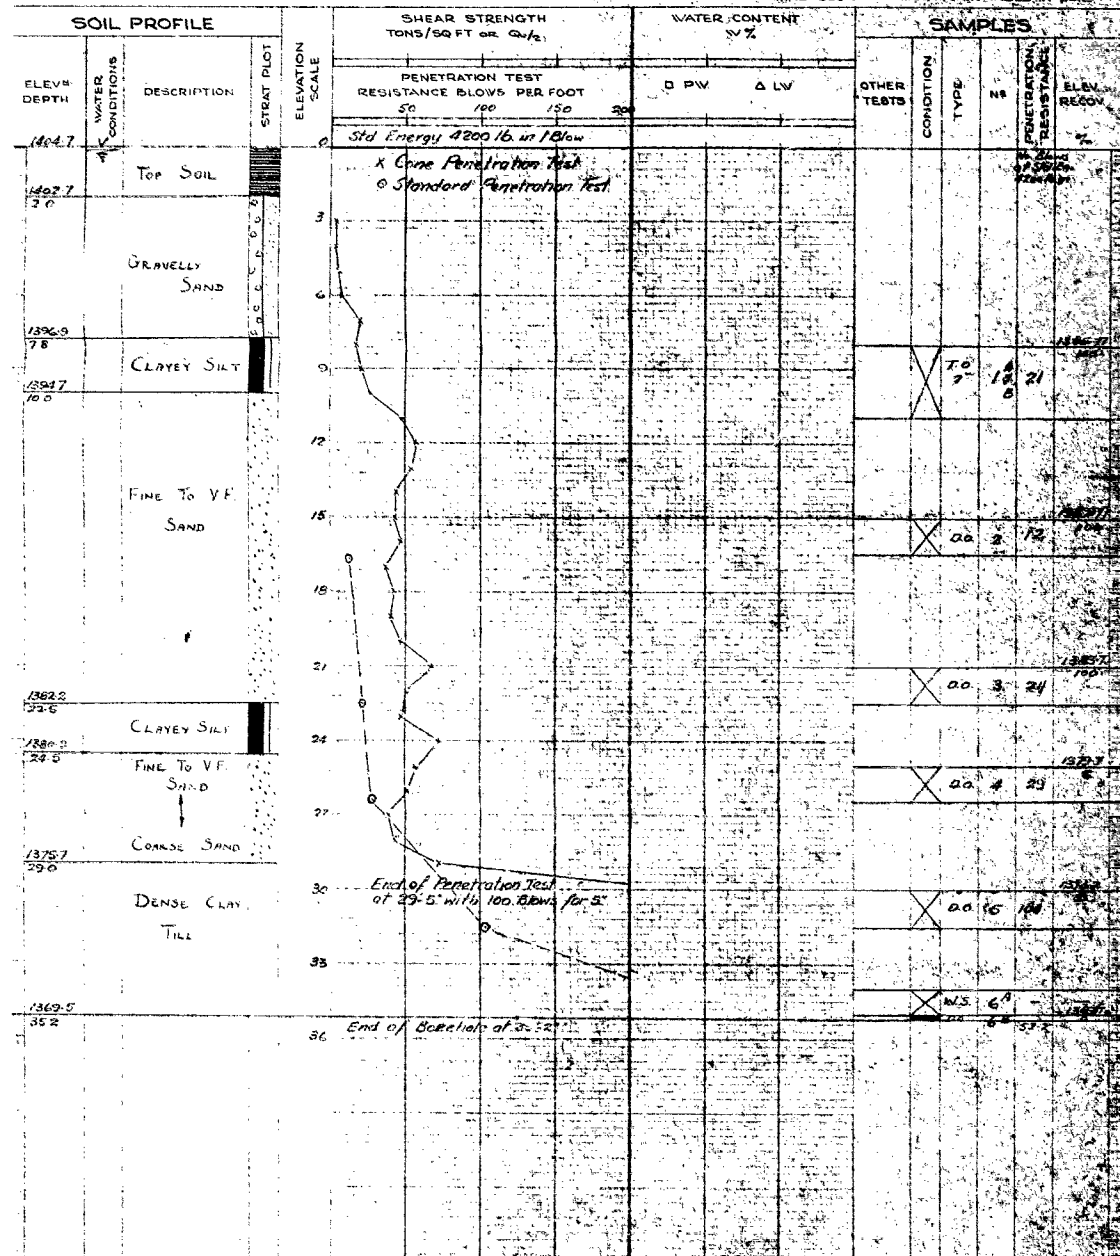 SOIL PROFILE
ELEVN DEPTH
WATER CONDITIONS
DESCRIPTION
STRAT PLOT
ELEVATION SCALE
SHEAR STRENGTH
TONS/SQ FT OR Qu/2
PENETRATION TEST
RESISTANCE BLOWS PER FOOT
50 100 150 200
WATER CONTENT
W %
□ PW △ LW
SAMPLES
OTHER TESTS
CONDITION
TYPE
Nº
PENETRATION RESISTANCE
ELEV. RECOV. %
Std Energy 4200 lb. in 1 Blow
x Cone Penetration Test
⊙ Standard Penetration Test
1404.7
TOP SOIL
1402.7
2.0
GRAVELLY
SAND
1396.9
7.8
CLAYEY SILT
1394.7
10.0
FINE TO V.F.
SAND
1382.2
22.5
CLAYEY SILT
24.5
FINE TO V.F.
SAND
COARSE SAND
1375.7
29.0
DENSE CLAY
TILL
1369.5
35.2
0
3
6
9
12
15
18
21
24
27
30
33
36
End of Penetration Test
at 29'-5" with 100 Blows for 5"
End of Borehole at
T.O. 2" 1 21
D.O. 2 12
D.O. 3 24
D.O. 4 29
D.O. 5
W.S. 6A